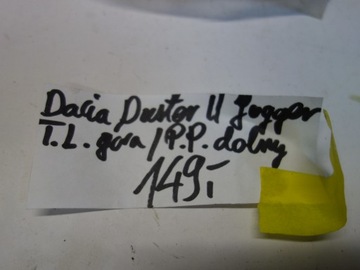 Dacia Duster II Jogger
T.L. góra / P.P. dolny
149,-